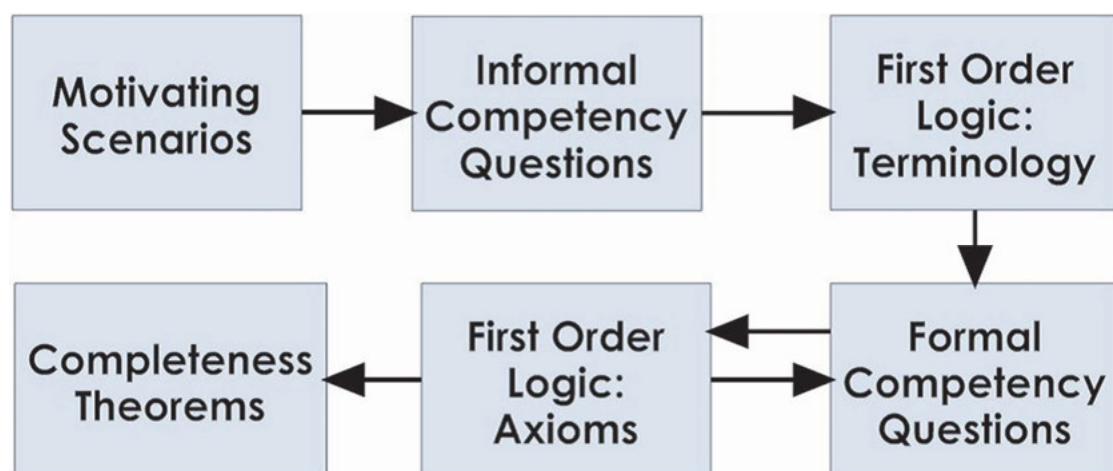 Motivating
Scenarios
Informal
Competency
Questions
First Order
Logic:
Terminology
Completeness
Theorems
First Order
Logic:
Axioms
Formal
Competency
Questions